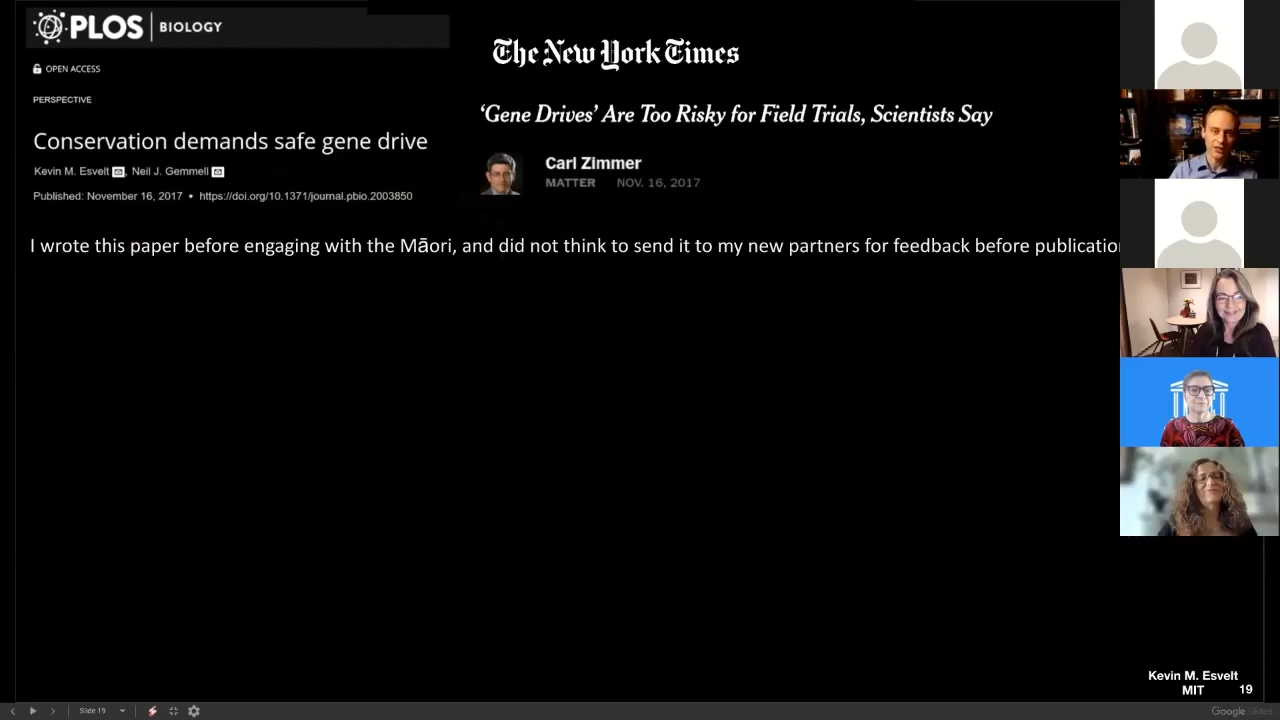 PLOS | BIOLOGY
OPEN ACCESS
PERSPECTIVE
Conservation demands safe gene drive
Kevin M. Esvelt, Neil J. Gemmell
Published: November 16, 2017 • https://doi.org/10.1371/journal.pbio.2003850
The New York Times
‘Gene Drives’ Are Too Risky for Field Trials, Scientists Say
Carl Zimmer
MATTER NOV. 16, 2017
I wrote this paper before engaging with the Māori, and did not think to send it to my new partners for feedback before publicatio
Kevin M. Esvelt
MIT 19
Slide 19
Google Slides